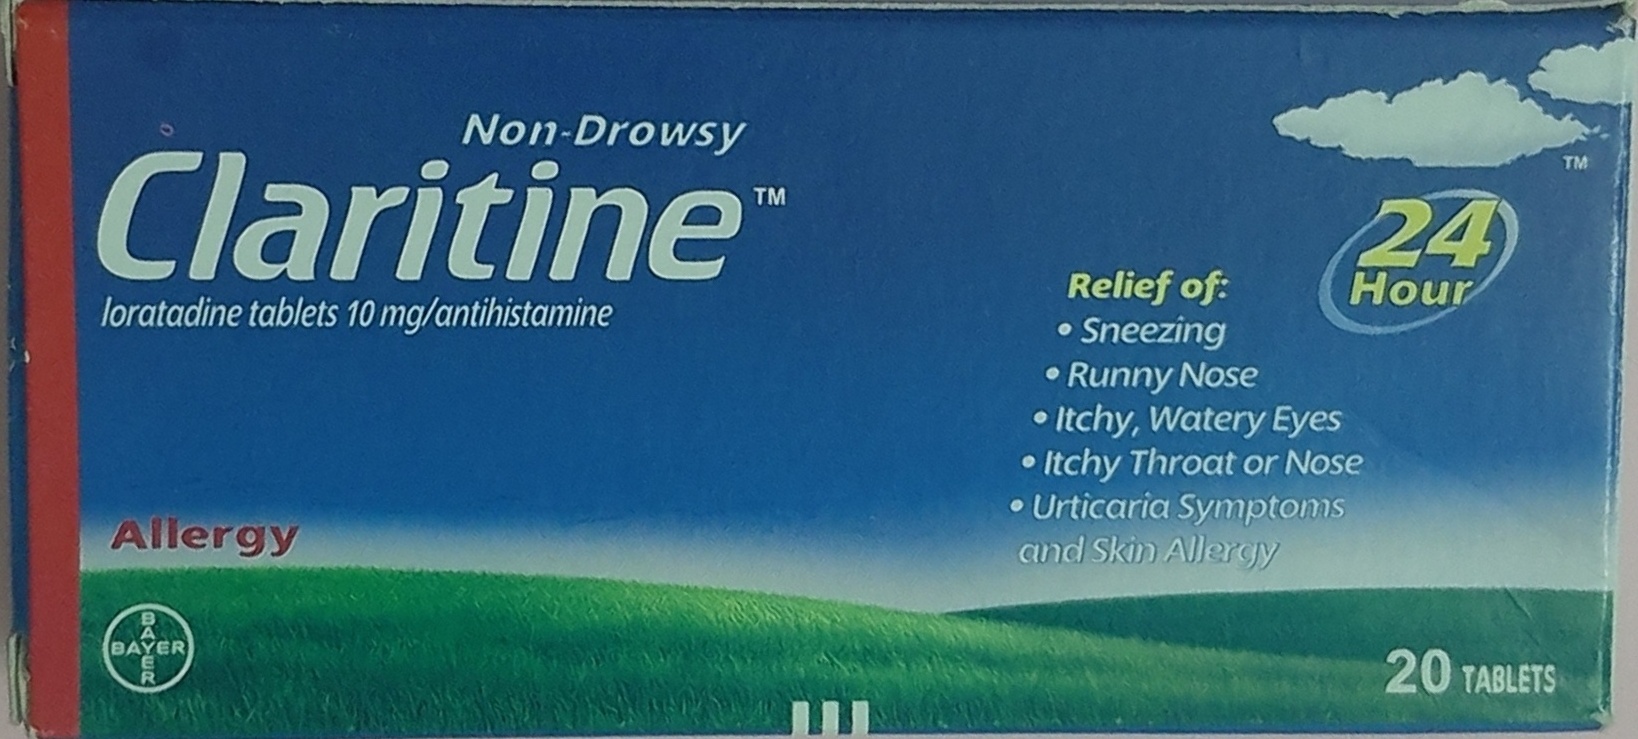 Non-Drowsy
Claritine™
loratadine tablets 10 mg/antihistamine
TM
24
Hour
Relief of:
• Sneezing
• Runny Nose
• Itchy, Watery Eyes
• Itchy Throat or Nose
• Urticaria Symptoms
and Skin Allergy
Allergy
BAYER
BAYER
20 TABLETS